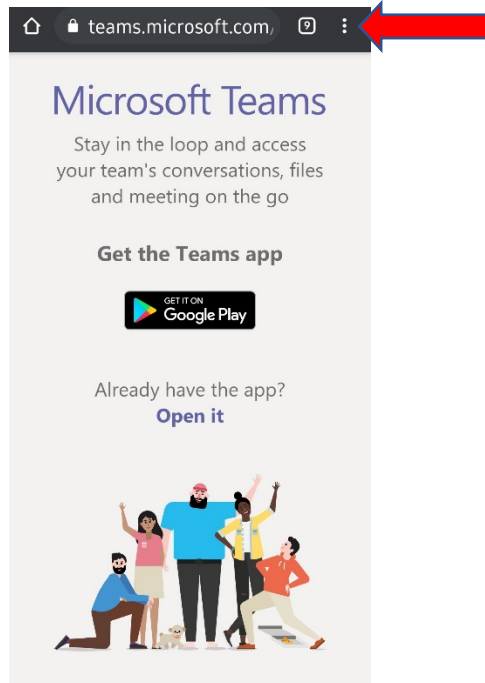 teams.microsoft.com/ 9
Microsoft Teams
Stay in the loop and access
your team's conversations, files
and meeting on the go
Get the Teams app
GET IT ON
Google Play
Already have the app?
Open it